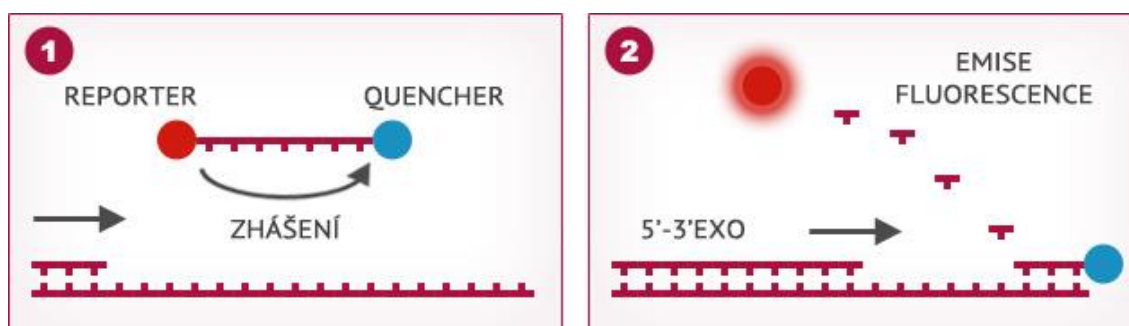 1
REPORTER QUENCHER
ZHÁŠENÍ
2
EMISE
FLUORESCENCE
5'-3'EXO